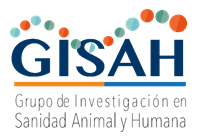 GISAH
Grupo de Investigación en
Sanidad Animal y Humana